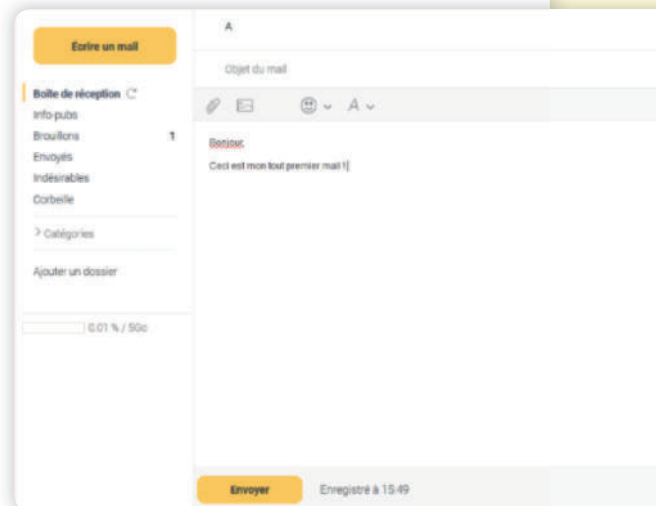 Écrire un mail
Boîte de réception
Info-pubs
Brouillons 1
Envoyés
Indésirables
Corbeille
> Catégories
Ajouter un dossier
0.01 % / 5Go
A
Objet du mail
A
Bonjour,
Ceci est mon tout premier mail !
Envoyer
Enregistré à 15:49